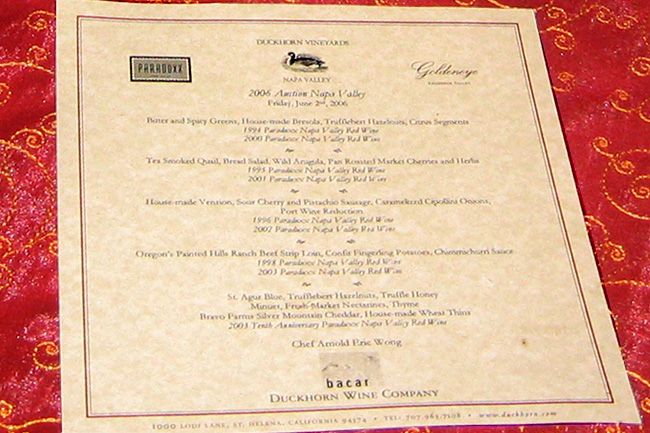 DUCKHORN VINEYARDS
PARADUXX
Goldeneye
NAPA VALLEY
2006 Auction Napa Valley
Friday, June 2nd, 2006
Bitter and Spicy Greens, House-made Bresola, Trufflebert Hazelnuts, Citrus Segments
1994 Paraduxx Napa Valley Red Wine
2000 Paraduxx Napa Valley Red Wine
Tea Smoked Quail, Bread Salad, Wild Arugula, Pan Roasted Market Cherries and Herbs
1995 Paraduxx Napa Valley Red Wine
2001 Paraduxx Napa Valley Red Wine
House-made Venison, Sour Cherry and Pistachio Sausage, Caramelized Cipollini Onions,
Port Wine Reduction
1996 Paraduxx Napa Valley Red Wine
2002 Paraduxx Napa Valley Red Wine
Oregon's Painted Hills Ranch Beef Strip Loin, Confit Fingerling Potatoes, Chimmichurri Sauce
1998 Paraduxx Napa Valley Red Wine
2003 Paraduxx Napa Valley Red Wine
St. Agur Blue, Trufflebert Hazelnuts, Truffle Honey
Minuet, Fresh Market Nectarines, Thyme
Bravo Farms Silver Mountain Cheddar, House-made Wheat Thins
2003 Tenth Anniversary Paraduxx Napa Valley Red Wine
Chef Arnold Eric Wong
bacar
DUCKHORN WINE COMPANY
1000 LODI LANE, ST. HELENA, CALIFORNIA 94574 • TEL: 707.963.7108 • www.duckhorn.com